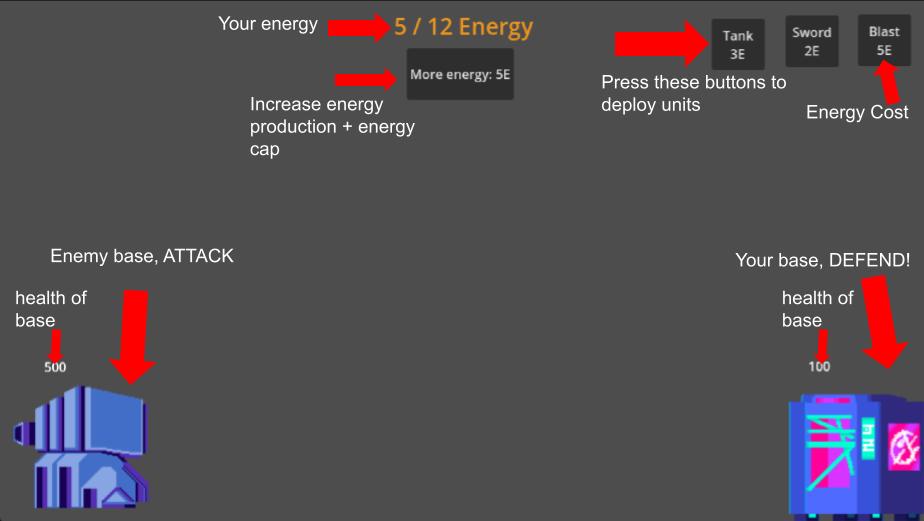 Your energy
5 / 12 Energy
More energy: 5E
Increase energy
production + energy
cap
Tank
3E
Sword
2E
Blast
5E
Press these buttons to
deploy units
Energy Cost
Enemy base, ATTACK
health of
base
500
Your base, DEFEND!
health of
base
100